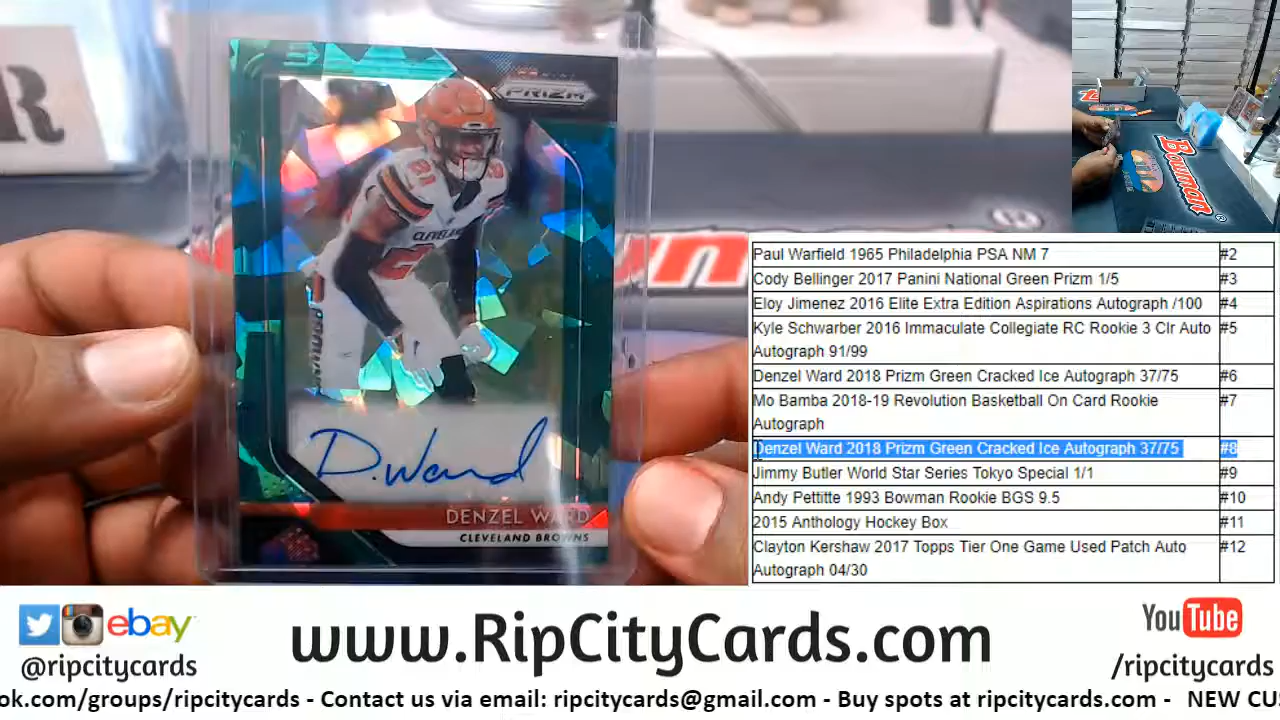 R
PRIZM
21
CLEVELAND
2
D. Ward
DENZEL WARD
CLEVELAND BROWNS
Bowman
®
®
Paul Warfield 1965 Philadelphia PSA NM 7 #2
Cody Bellinger 2017 Panini National Green Prizm 1/5 #3
Eloy Jimenez 2016 Elite Extra Edition Aspirations Autograph /100 #4
Kyle Schwarber 2016 Immaculate Collegiate RC Rookie 3 Clr Auto #5
Autograph 91/99
Denzel Ward 2018 Prizm Green Cracked Ice Autograph 37/75 #6
Mo Bamba 2018-19 Revolution Basketball On Card Rookie #7
Autograph
Denzel Ward 2018 Prizm Green Cracked Ice Autograph 37/75 #8
Jimmy Butler World Star Series Tokyo Special 1/1 #9
Andy Pettitte 1993 Bowman Rookie BGS 9.5 #10
2015 Anthology Hockey Box #11
Clayton Kershaw 2017 Topps Tier One Game Used Patch Auto #12
Autograph 04/30
ebay
@ripcitycards
www.RipCityCards.com
YouTube
/ripcitycards
ok.com/groups/ripcitycards - Contact us via email: ripcitycards@gmail.com - Buy spots at ripcitycards.com - NEW CUS